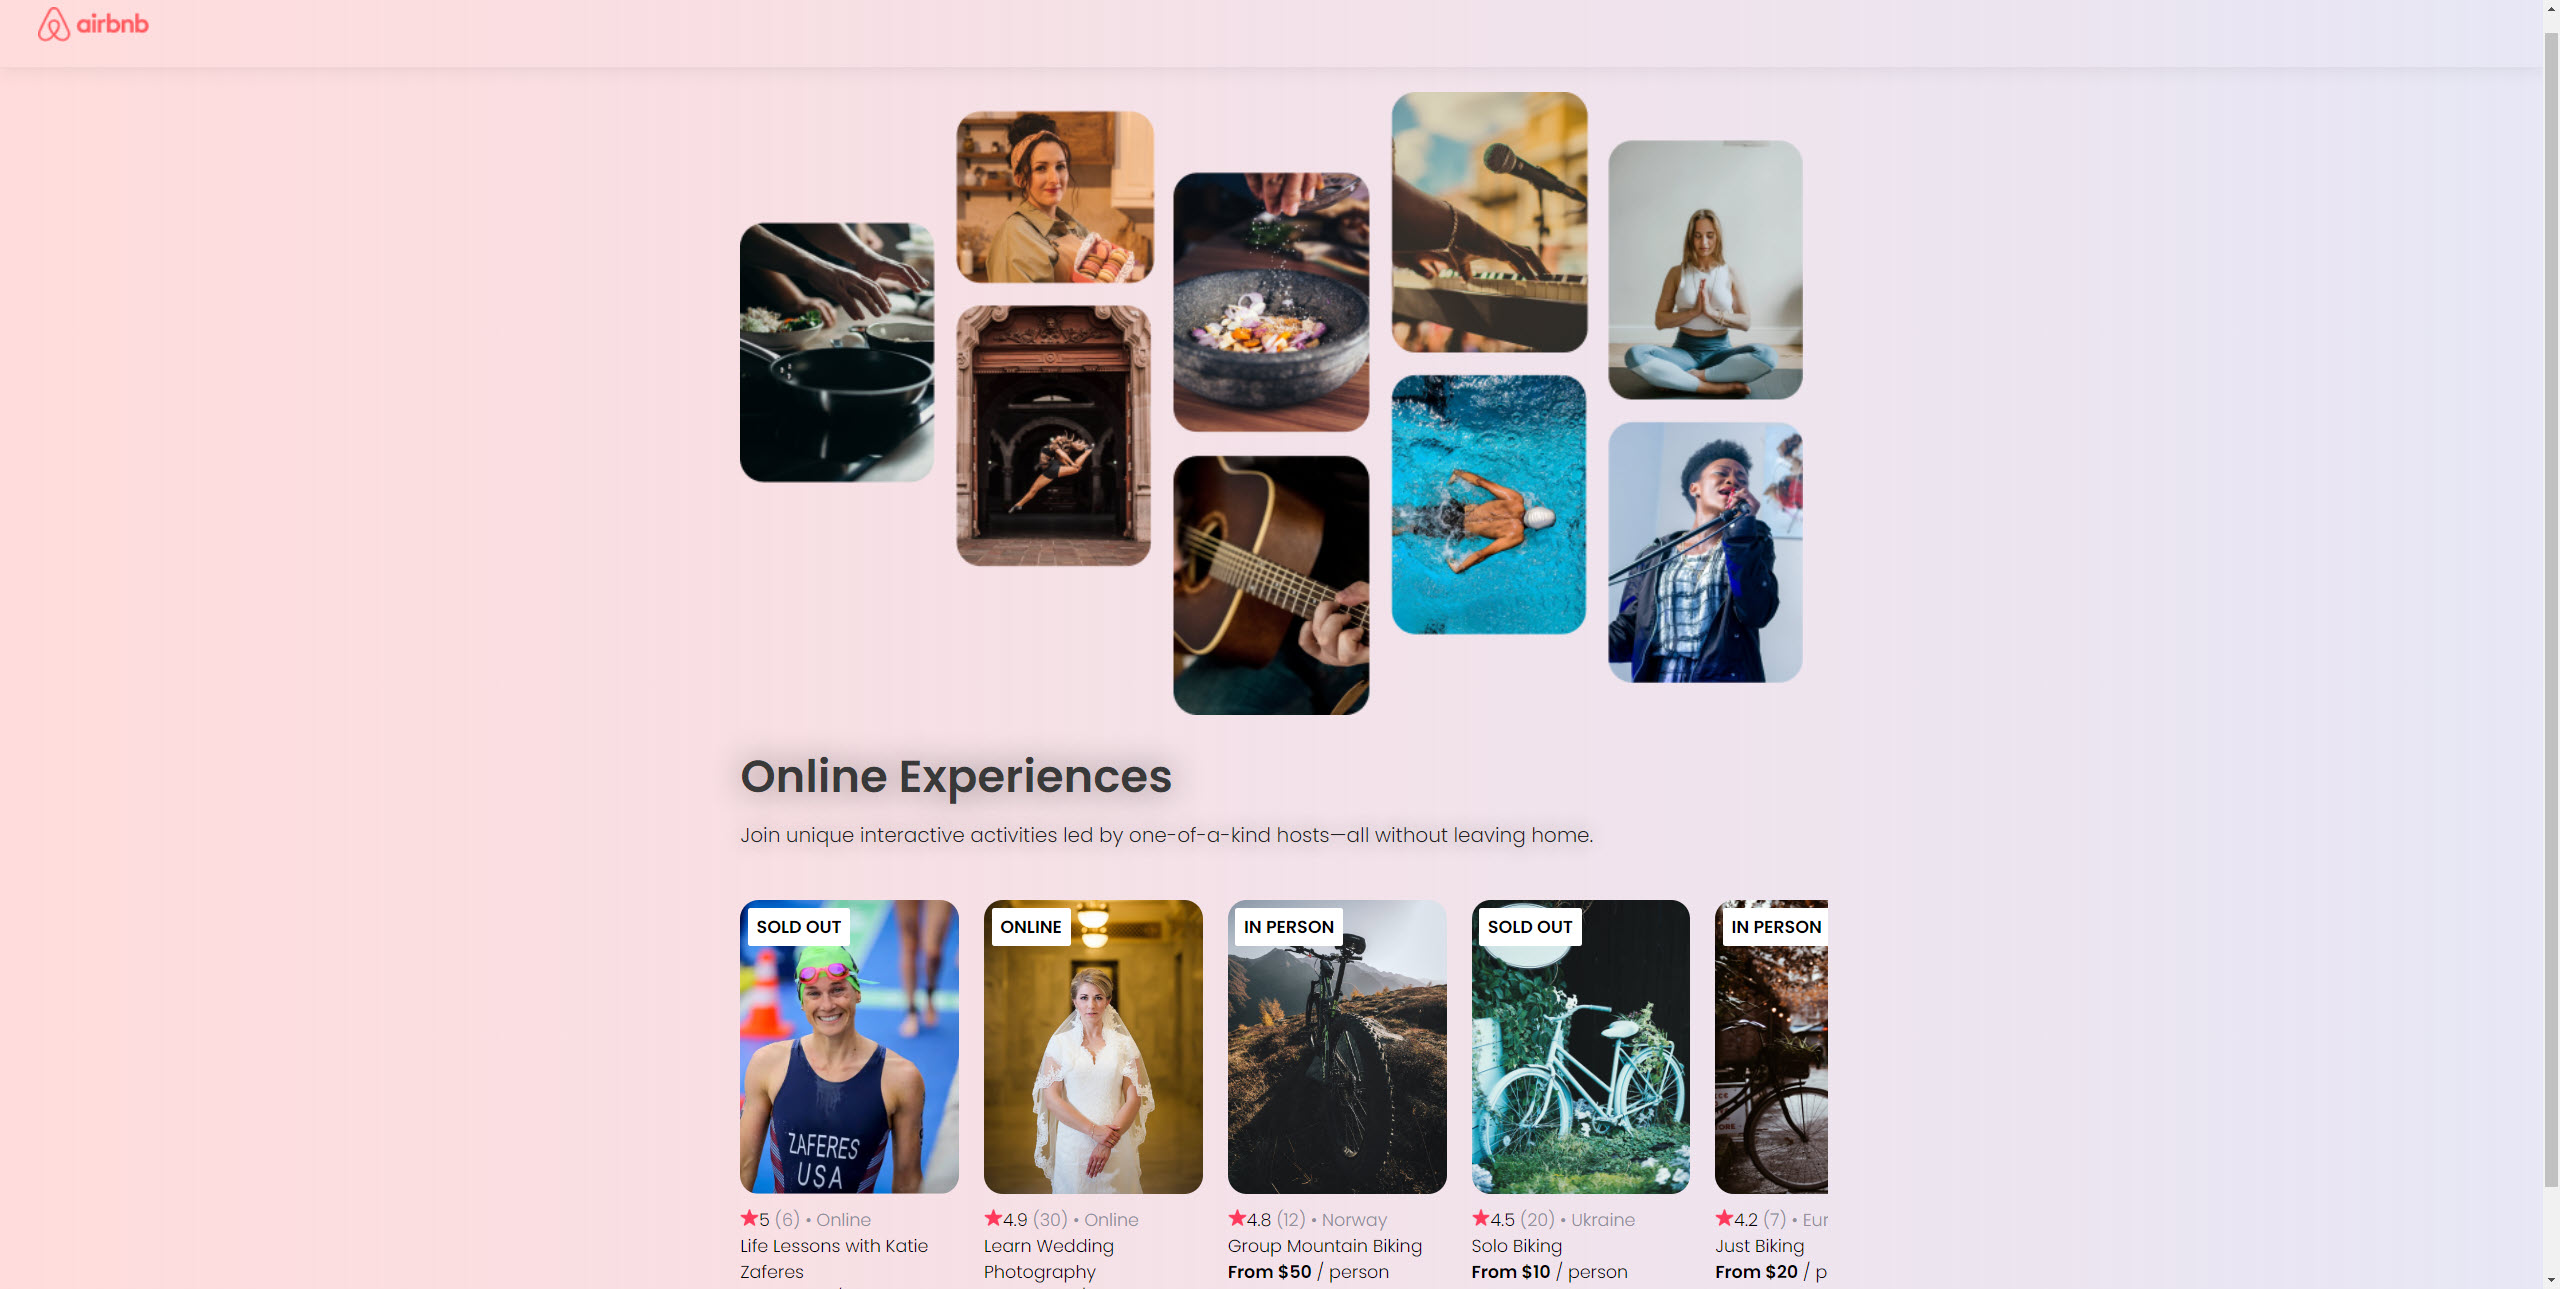 airbnb
Online Experiences
Join unique interactive activities led by one-of-a-kind hosts—all without leaving home.
SOLD OUT
ZAFERES
USA
5 (6) • Online
Life Lessons with Katie
Zaferes
ONLINE
4.9 (30) • Online
Learn Wedding
Photography
IN PERSON
4.8 (12) • Norway
Group Mountain Biking
From $50 / person
SOLD OUT
4.5 (20) • Ukraine
Solo Biking
From $10 / person
IN PERSON
4.2 (7) • Eur
Just Biking
From $20 / p